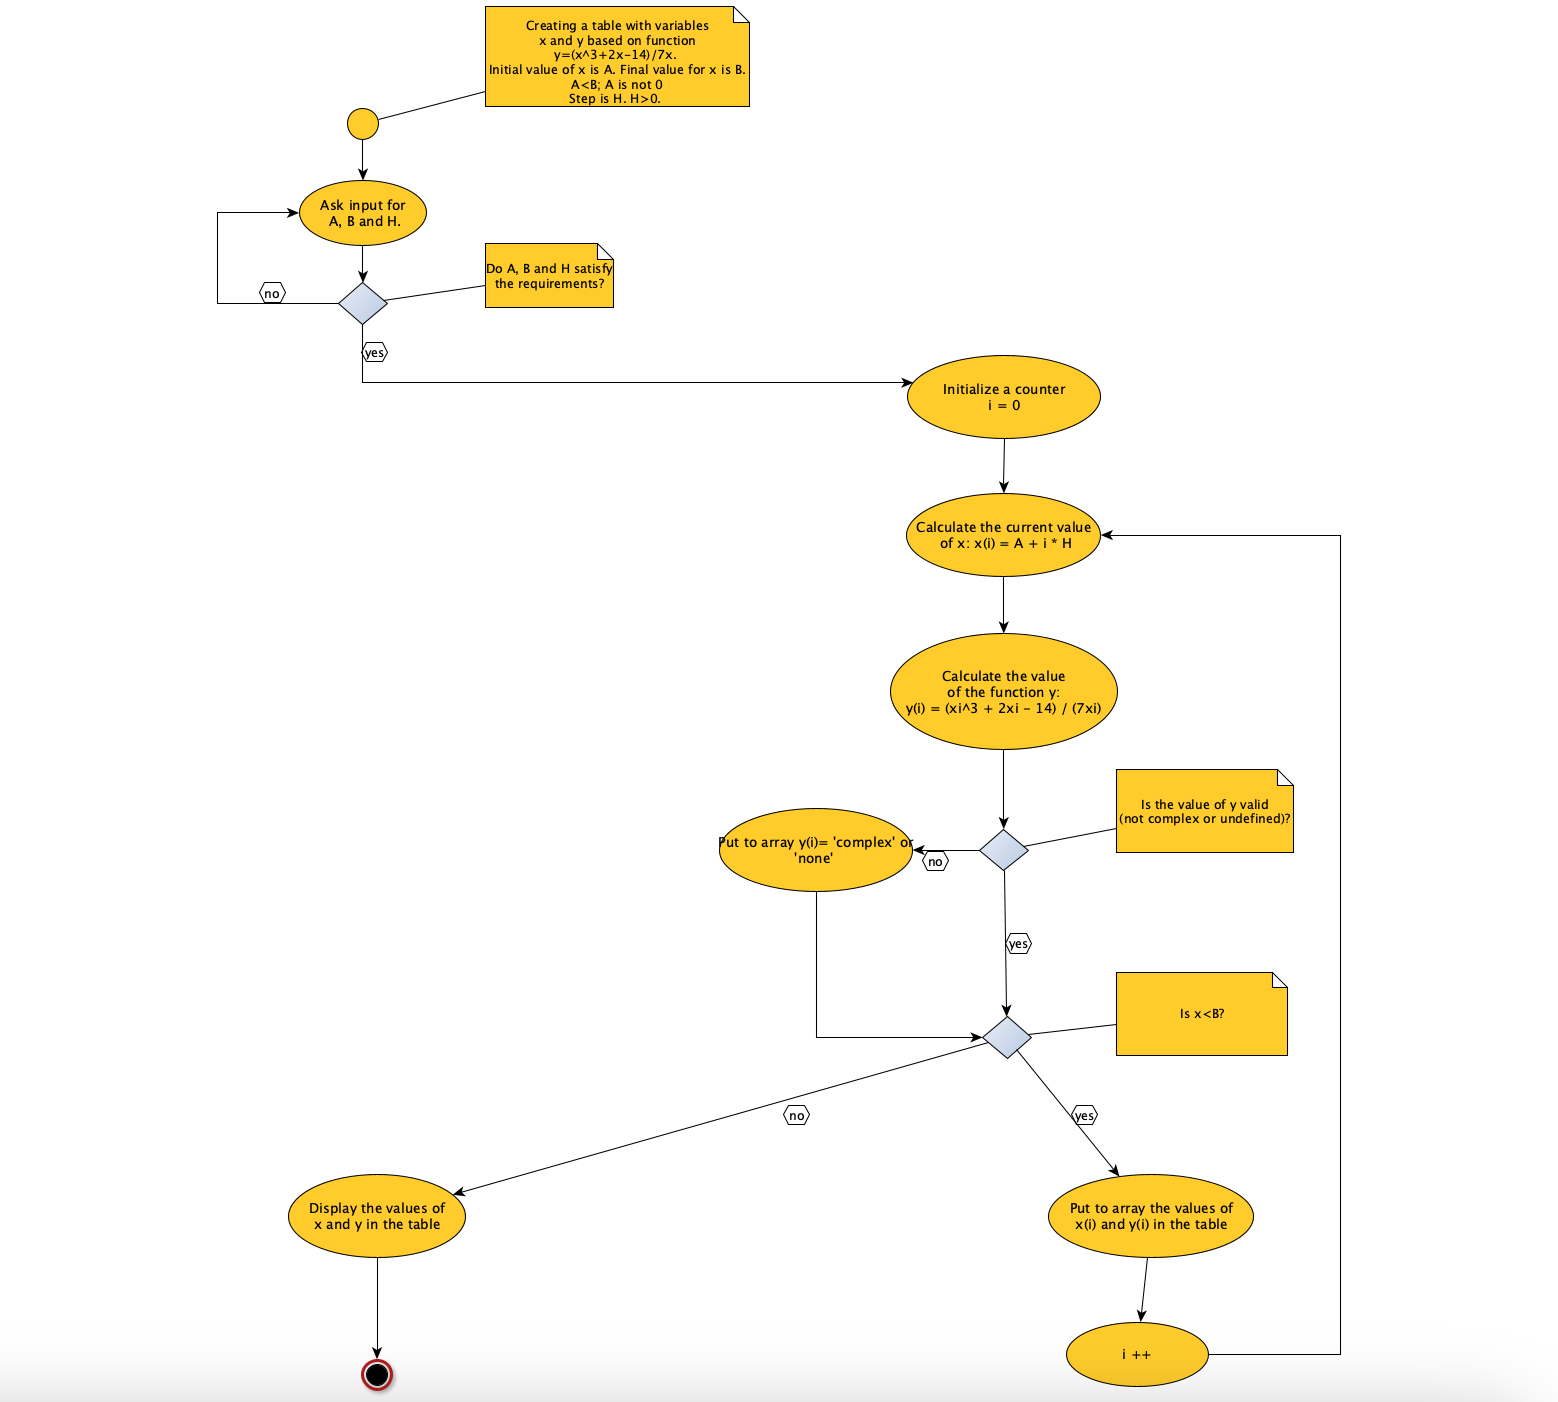 Creating a table with variables
x and y based on function
y=(x^3+2x-14)/7x.
Initial value of x is A. Final value for x is B.
A<B; A is not 0
Step is H. H>0.
Ask input for
A, B and H.
Do A, B and H satisfy
the requirements?
no
yes
Initialize a counter
i = 0
Calculate the current value
of x: x(i) = A + i * H
Calculate the value
of the function y:
y(i) = (xi^3 + 2xi - 14) / (7xi)
Is the value of y valid
(not complex or undefined)?
Put to array y(i)= 'complex' or
'none'
no
yes
Is x<B?
no
yes
Display the values of
x and y in the table
Put to array the values of
x(i) and y(i) in the table
i ++